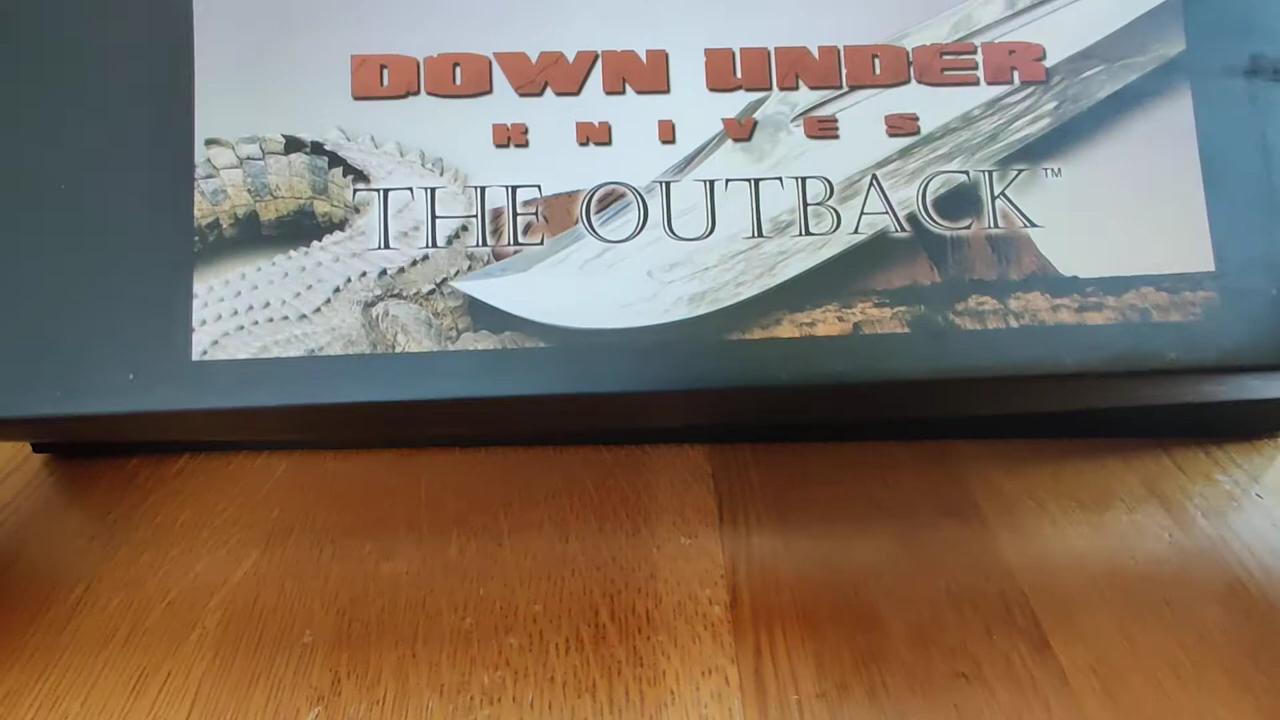 DOWN UNDER
KNIVES
THE OUTBACK™